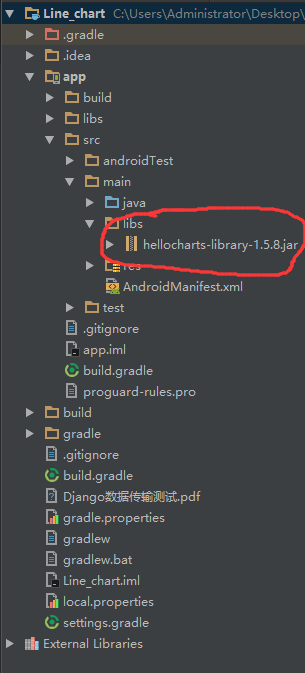 Line_chart C:\Users\Administrator\Desktop\
.gradle
.idea
app
build
libs
src
androidTest
main
java
libs
hellocharts-library-1.5.8.jar
res
AndroidManifest.xml
test
.gitignore
app.iml
build.gradle
proguard-rules.pro
build
gradle
.gitignore
build.gradle
Django数据传输测试.pdf
gradle.properties
gradlew
gradlew.bat
Line_chart.iml
local.properties
settings.gradle
External Libraries